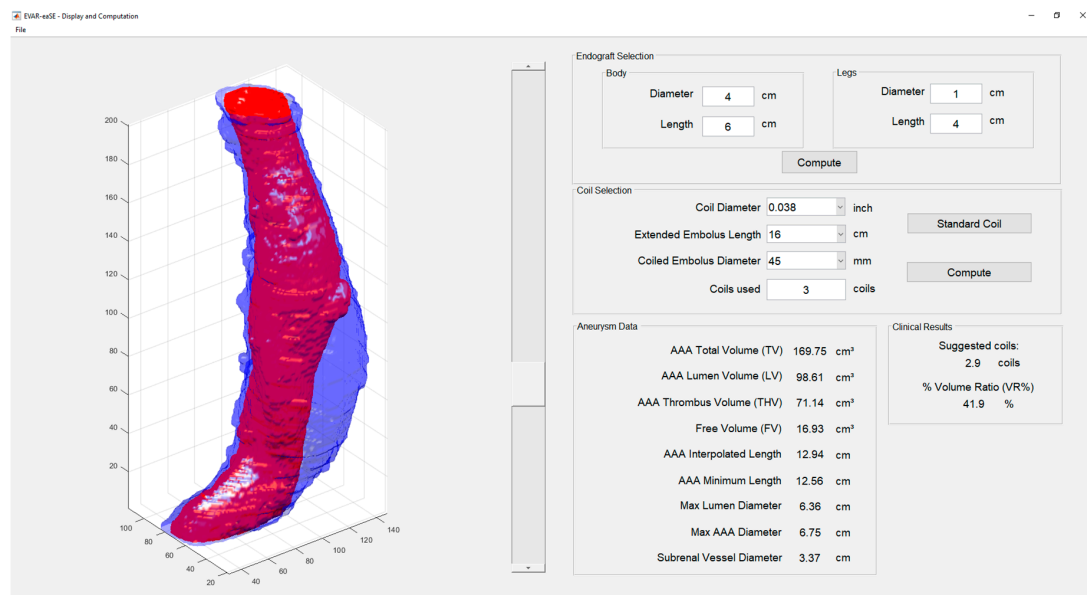 EVAR-eaSE - Display and Computation
File
200
180
160
140
120
100
80
60
40
20
100
80
60
40
20
40
60
80
100
120
140
Endograft Selection
Body
Diameter 4 cm
Length 6 cm
Legs
Diameter 1 cm
Length 4 cm
Compute
Coil Selection
Coil Diameter 0.038 inch
Extended Embolus Length 16 cm
Coiled Embolus Diameter 45 mm
Coils used 3 coils
Standard Coil
Compute
Aneurysm Data
AAA Total Volume (TV) 169.75 cm³
AAA Lumen Volume (LV) 98.61 cm³
AAA Thrombus Volume (THV) 71.14 cm³
Free Volume (FV) 16.93 cm³
AAA Interpolated Length 12.94 cm
AAA Minimum Length 12.56 cm
Max Lumen Diameter 6.36 cm
Max AAA Diameter 6.75 cm
Subrenal Vessel Diameter 3.37 cm
Clinical Results
Suggested coils:
2.9 coils
% Volume Ratio (VR%)
41.9 %